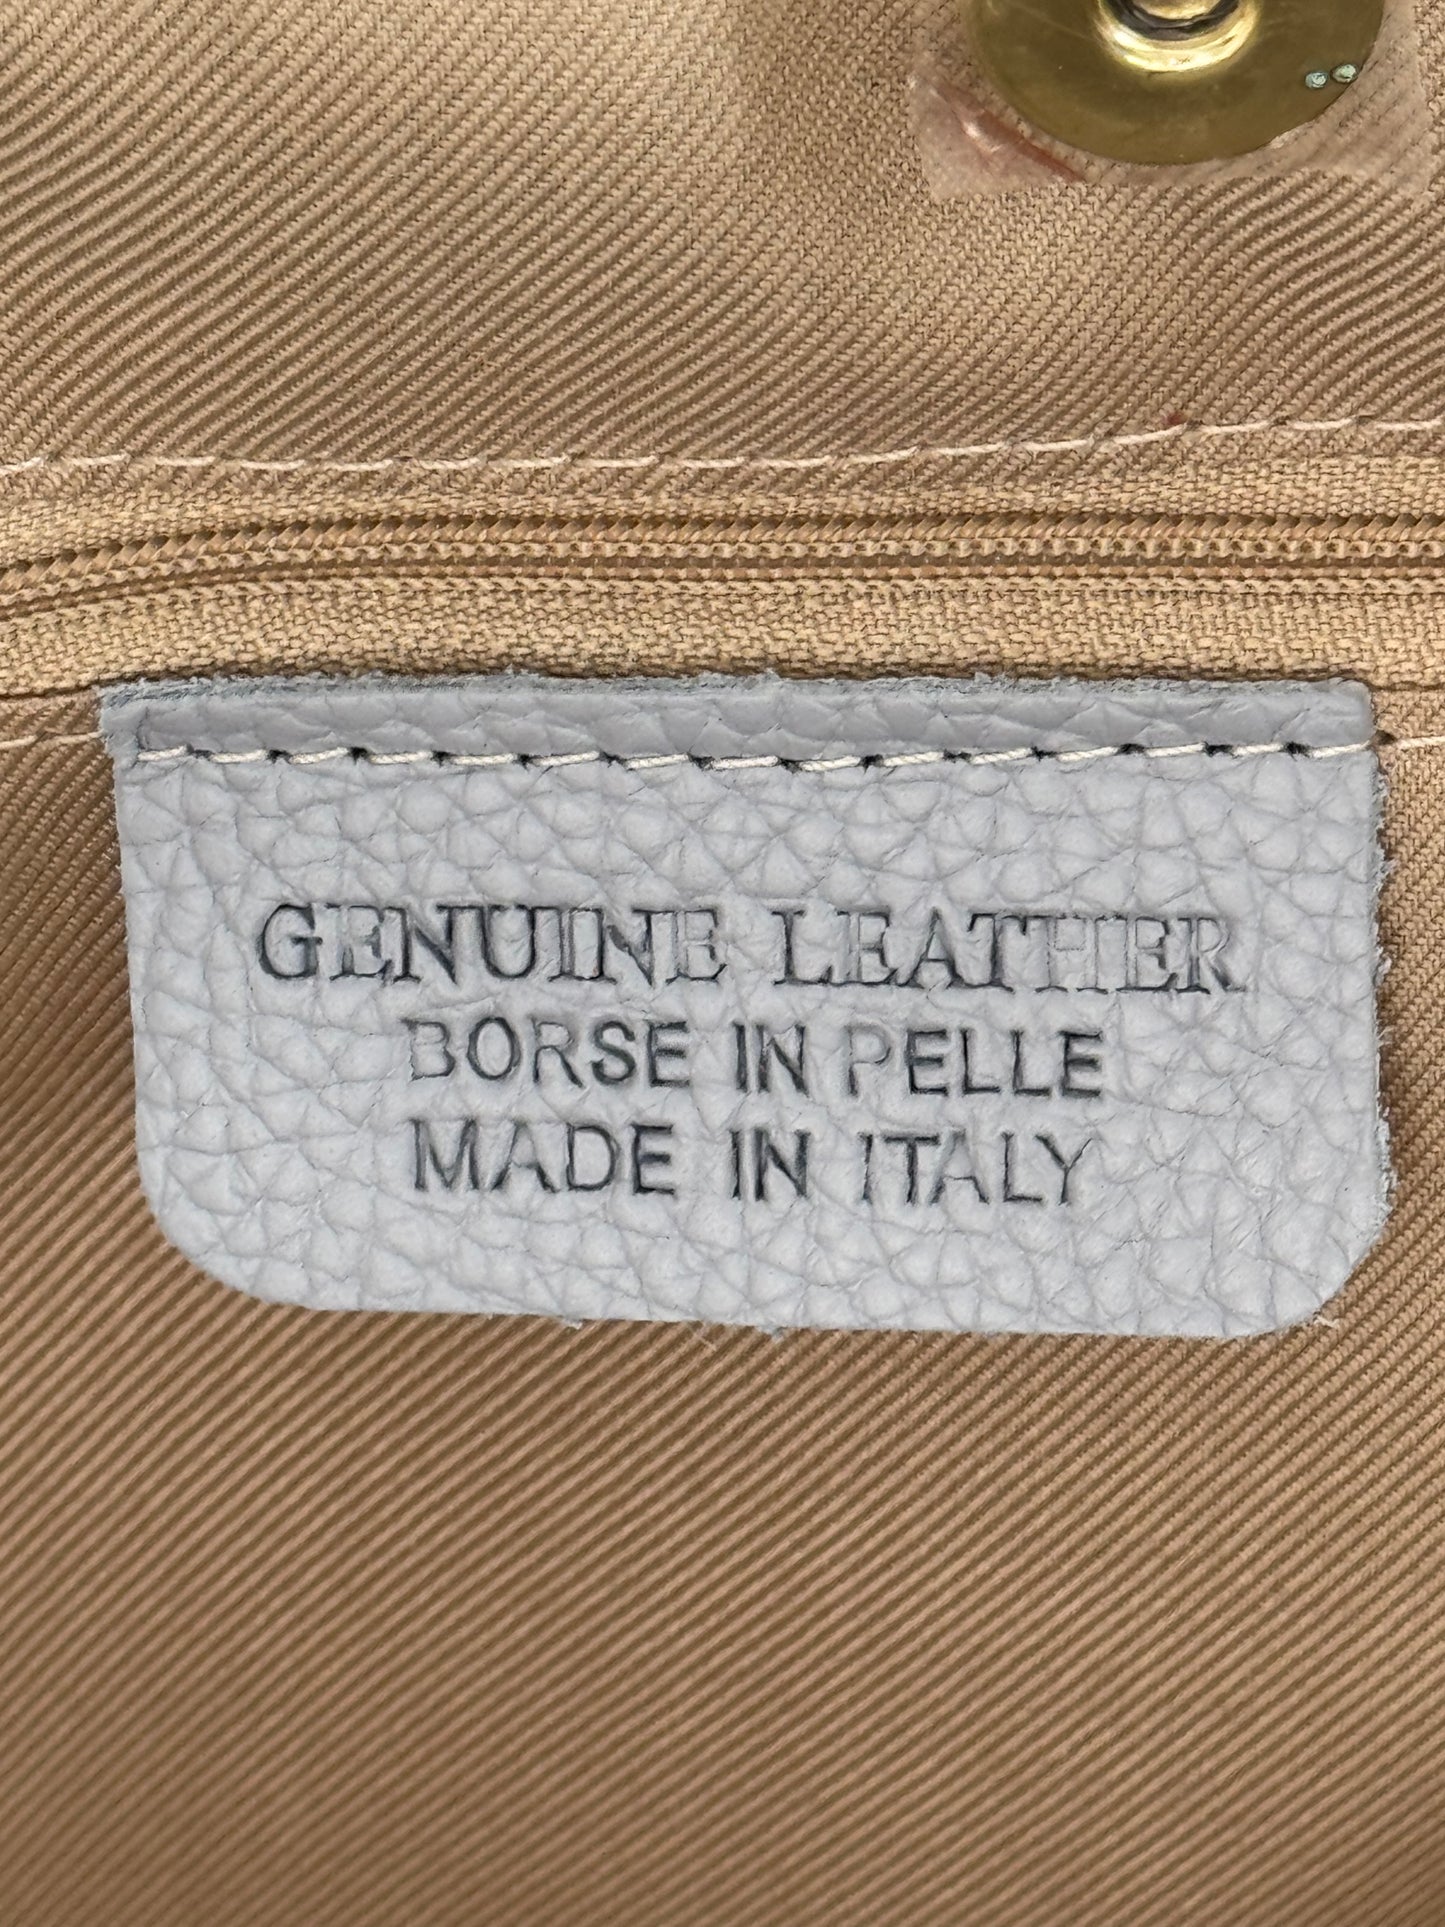 GENUINE LEATHER
BORSE IN PELLE
MADE IN ITALY